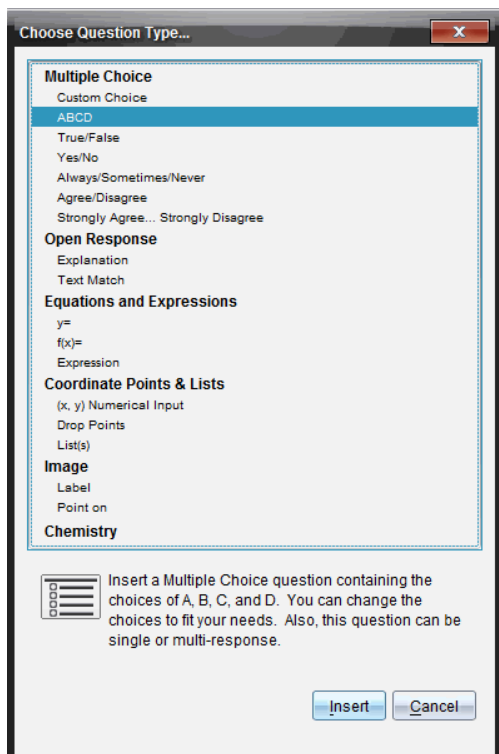 Choose Question Type...
Multiple Choice
Custom Choice
ABCD
True/False
Yes/No
Always/Sometimes/Never
Agree/Disagree
Strongly Agree... Strongly Disagree
Open Response
Explanation
Text Match
Equations and Expressions
y=
f(x)=
Expression
Coordinate Points & Lists
(x, y) Numerical Input
Drop Points
List(s)
Image
Label
Point on
Chemistry
Insert a Multiple Choice question containing the
choices of A, B, C, and D. You can change the
choices to fit your needs. Also, this question can be
single or multi-response.
Insert Cancel